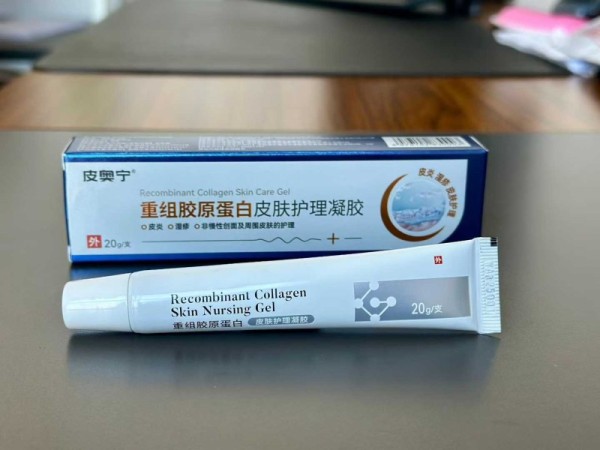 皮奥宁®
Recombinant Collagen Skin Care Gel
重组胶原蛋白皮肤护理凝胶
皮炎 湿疹 非慢性创面及周围皮肤的护理
外 20g/支
皮炎 湿疹 皮肤护理
外
Recombinant Collagen
Skin Nursing Gel
重组胶原蛋白 皮肤护理凝胶
20g/支